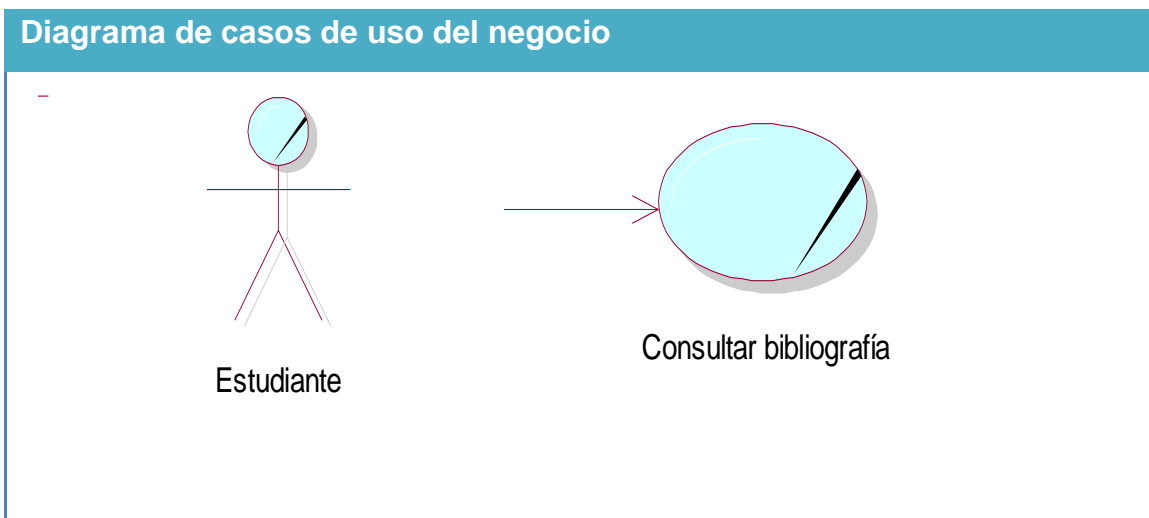 Diagrama de casos de uso del negocio
Consultar bibliografía
Estudiante